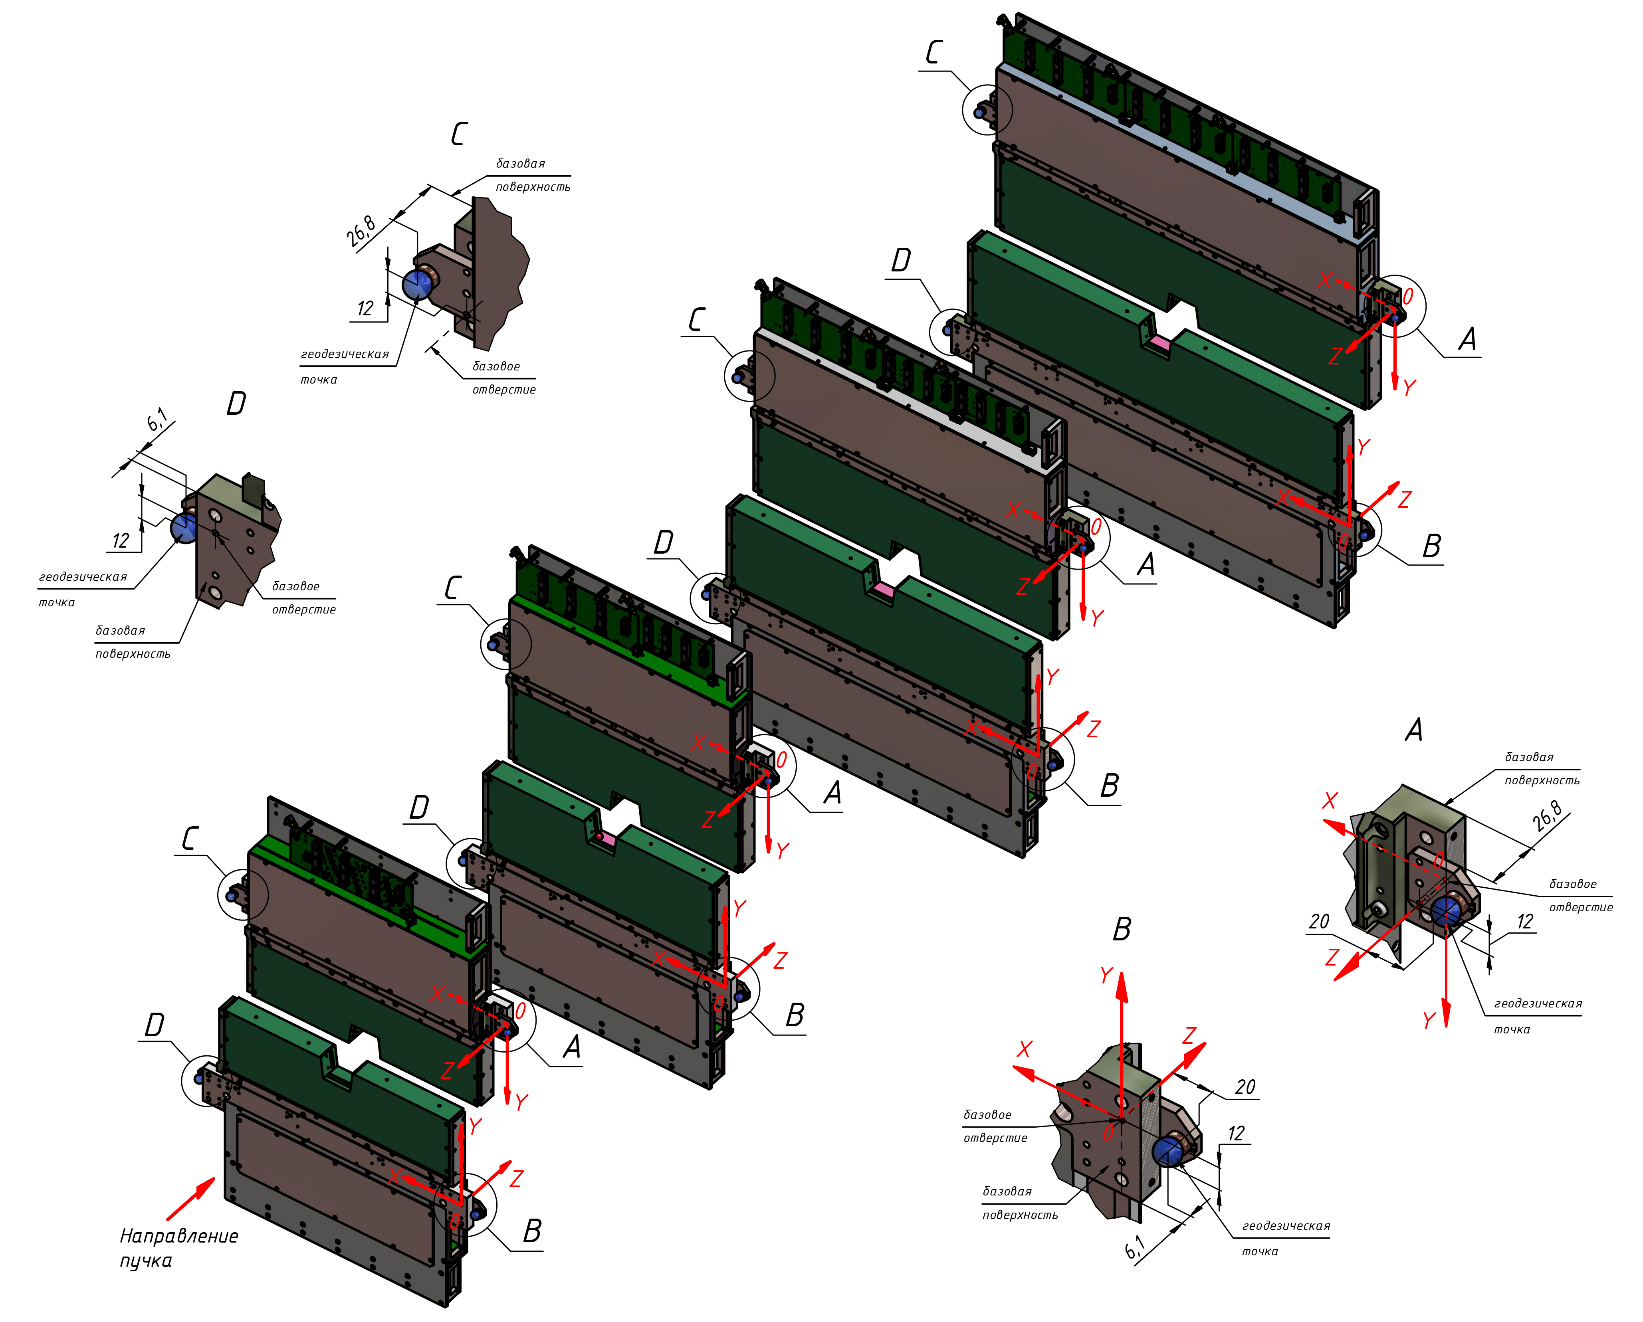 C
базовая
поверхность
26,8
12
геодезическая
точка
базовое
отверстие
D
6,1
12
геодезическая
точка
базовая
поверхность
базовое
отверстие
C
D
X
0
Z
Y
A
Y
X
Z
0
B
C
D
X
0
Z
Y
A
Y
X
Z
0
B
C
D
X
0
Z
Y
A
Y
X
Z
0
B
C
D
X
0
Z
Y
A
Y
X
Z
0
B
Направление
пучка
A
базовая
поверхность
X
26,8
0
базовое
отверстие
20
12
Z
Y
геодезическая
точка
B
Y
Z
X
20
базовое
отверстие
0
12
базовая
поверхность
6,1
геодезическая
точка